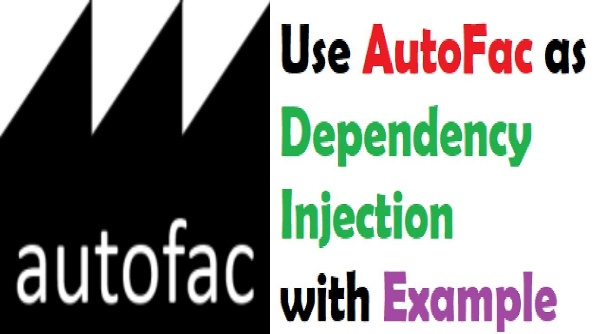 autofac
Use AutoFac as
Dependency
Injection
with Example